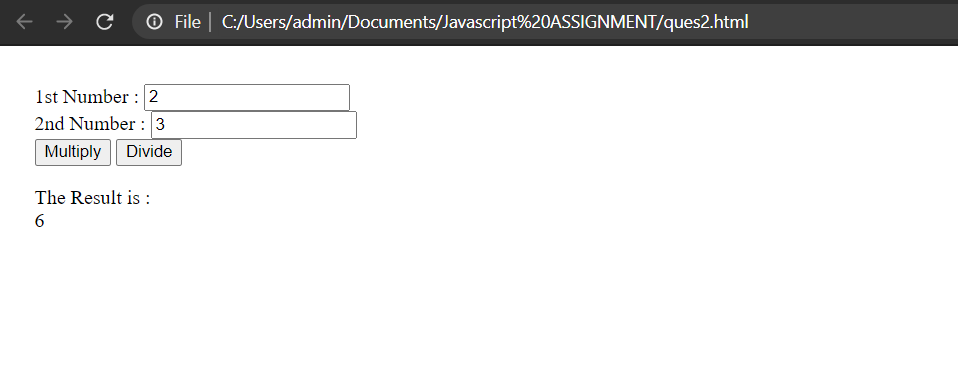 File | C:/Users/admin/Documents/Javascript%20ASSIGNMENT/ques2.html
1st Number : 2
2nd Number : 3
Multiply Divide
The Result is :
6